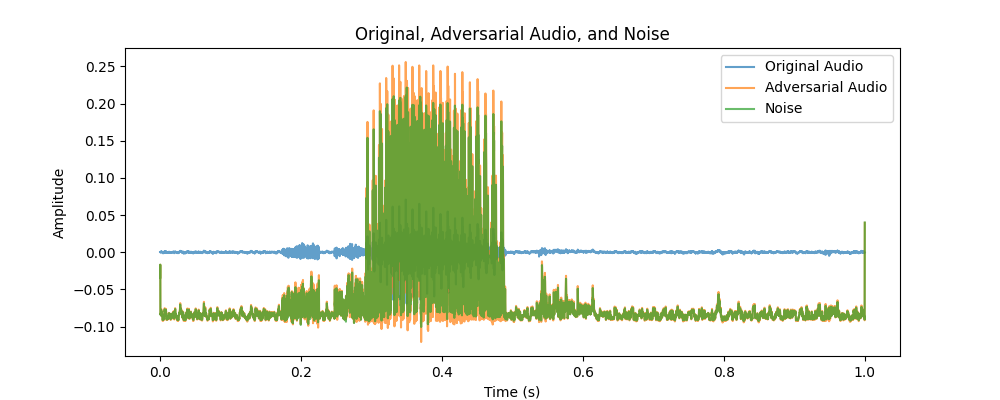 Original, Adversarial Audio, and Noise
Original Audio
Adversarial Audio
Noise
Amplitude
0.25
0.20
0.15
0.10
0.05
0.00
−0.05
−0.10
0.0 0.2 0.4 0.6 0.8 1.0
Time (s)